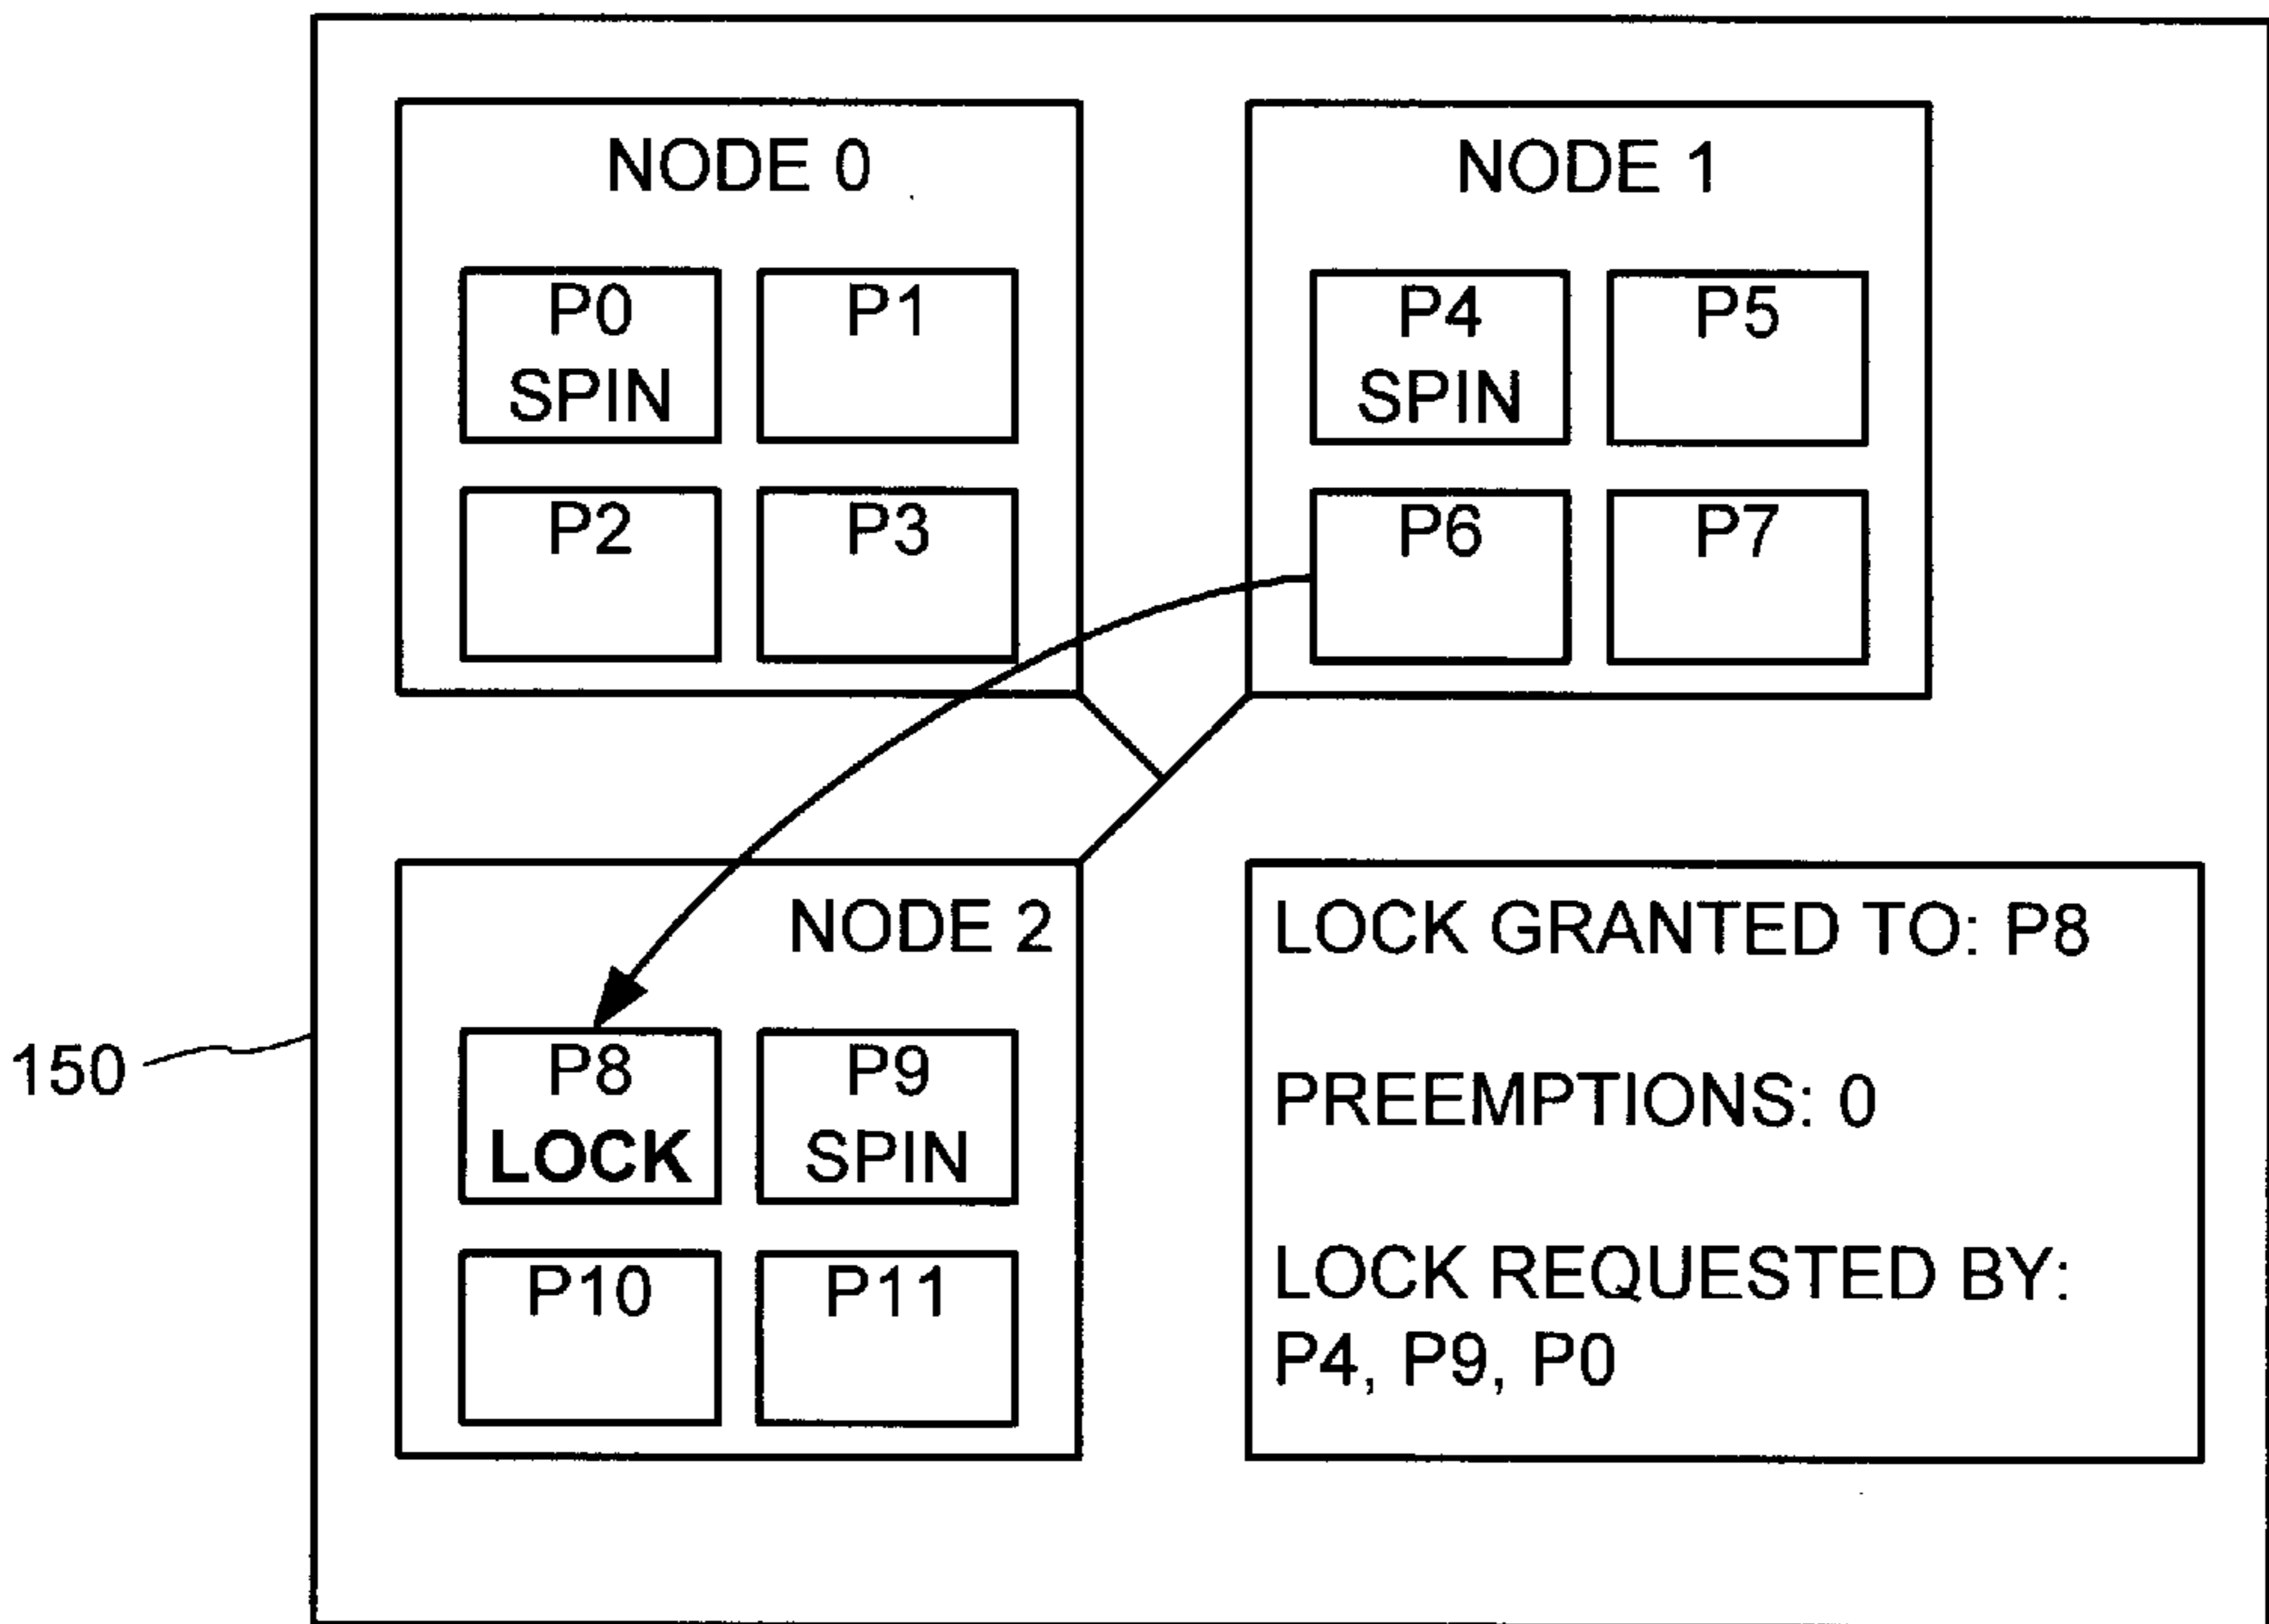 NODE 0
P0
SPIN
P1
P2
P3
NODE 1
P4
SPIN
P5
P6
P7
NODE 2
P8
LOCK
P9
SPIN
P10
P11
LOCK GRANTED TO: P8
PREEMPTIONS: 0
LOCK REQUESTED BY:
P4, P9, P0
150